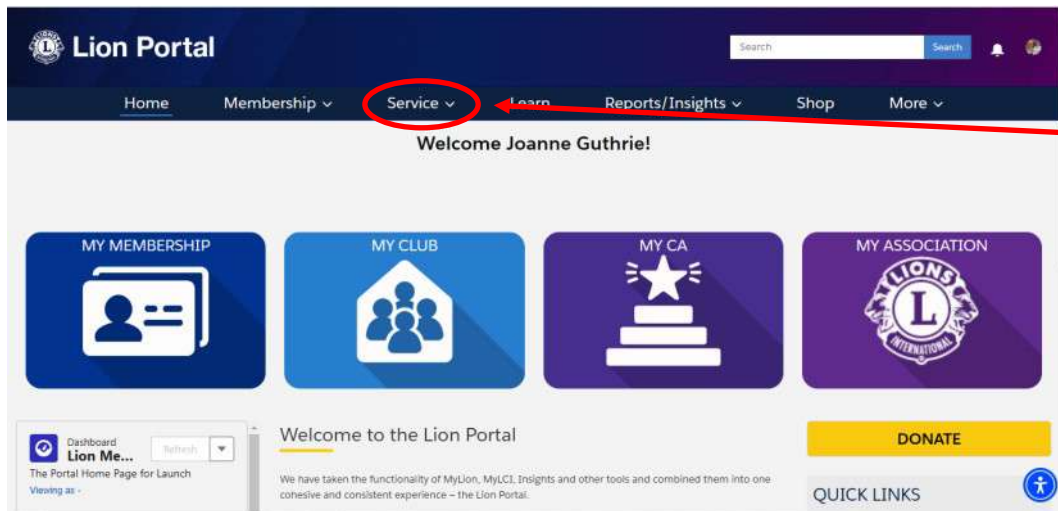 Lion Portal
Search
Search
Home Membership Service Learn Reports/Insights Shop More
Welcome Joanne Guthrie!
MY MEMBERSHIP
MY CLUB
MY CA
MY ASSOCIATION
LIONS
L
INTERNATIONAL
Dashboard
Lion Me...
Refresh
The Portal Home Page for Launch
Viewing as -
Welcome to the Lion Portal
We have taken the functionality of MyLion, MyLCI, Insights and other tools and combined them into one
cohesive and consistent experience – the Lion Portal.
DONATE
QUICK LINKS